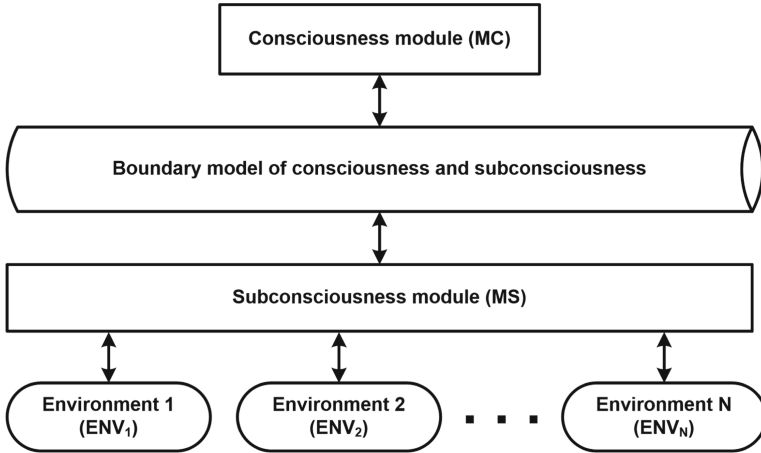 Consciousness module (MC)
Boundary model of consciousness and subconsciousness
Subconsciousness module (MS)
Environment 1
(ENV₁)
Environment 2
(ENV₂)
. . .
Environment N
(ENV_N)